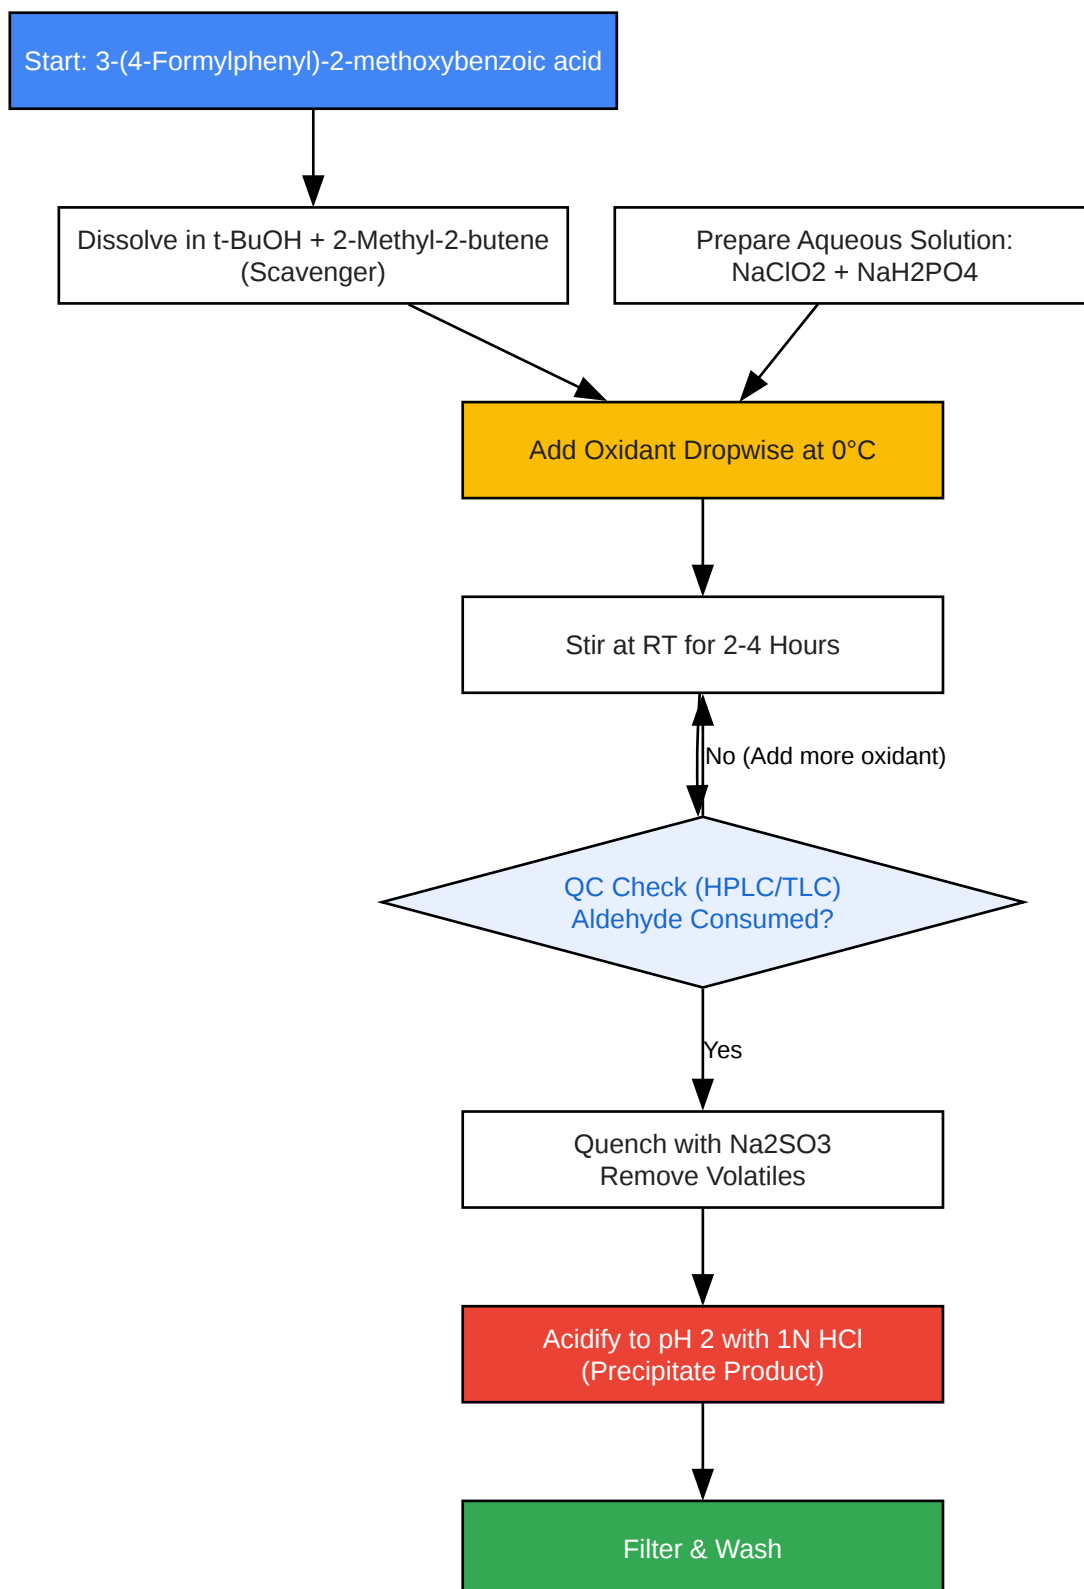 Start: 3-(4-Formylphenyl)-2-methoxybenzoic acid
Dissolve in t-BuOH + 2-Methyl-2-butene
(Scavenger)
Prepare Aqueous Solution:
NaClO2 + NaH2PO4
Add Oxidant Dropwise at 0°C
Stir at RT for 2-4 Hours
No (Add more oxidant)
QC Check (HPLC/TLC)
Aldehyde Consumed?
Yes
Quench with Na2SO3
Remove Volatiles
Acidify to pH 2 with 1N HCl
(Precipitate Product)
Filter & Wash